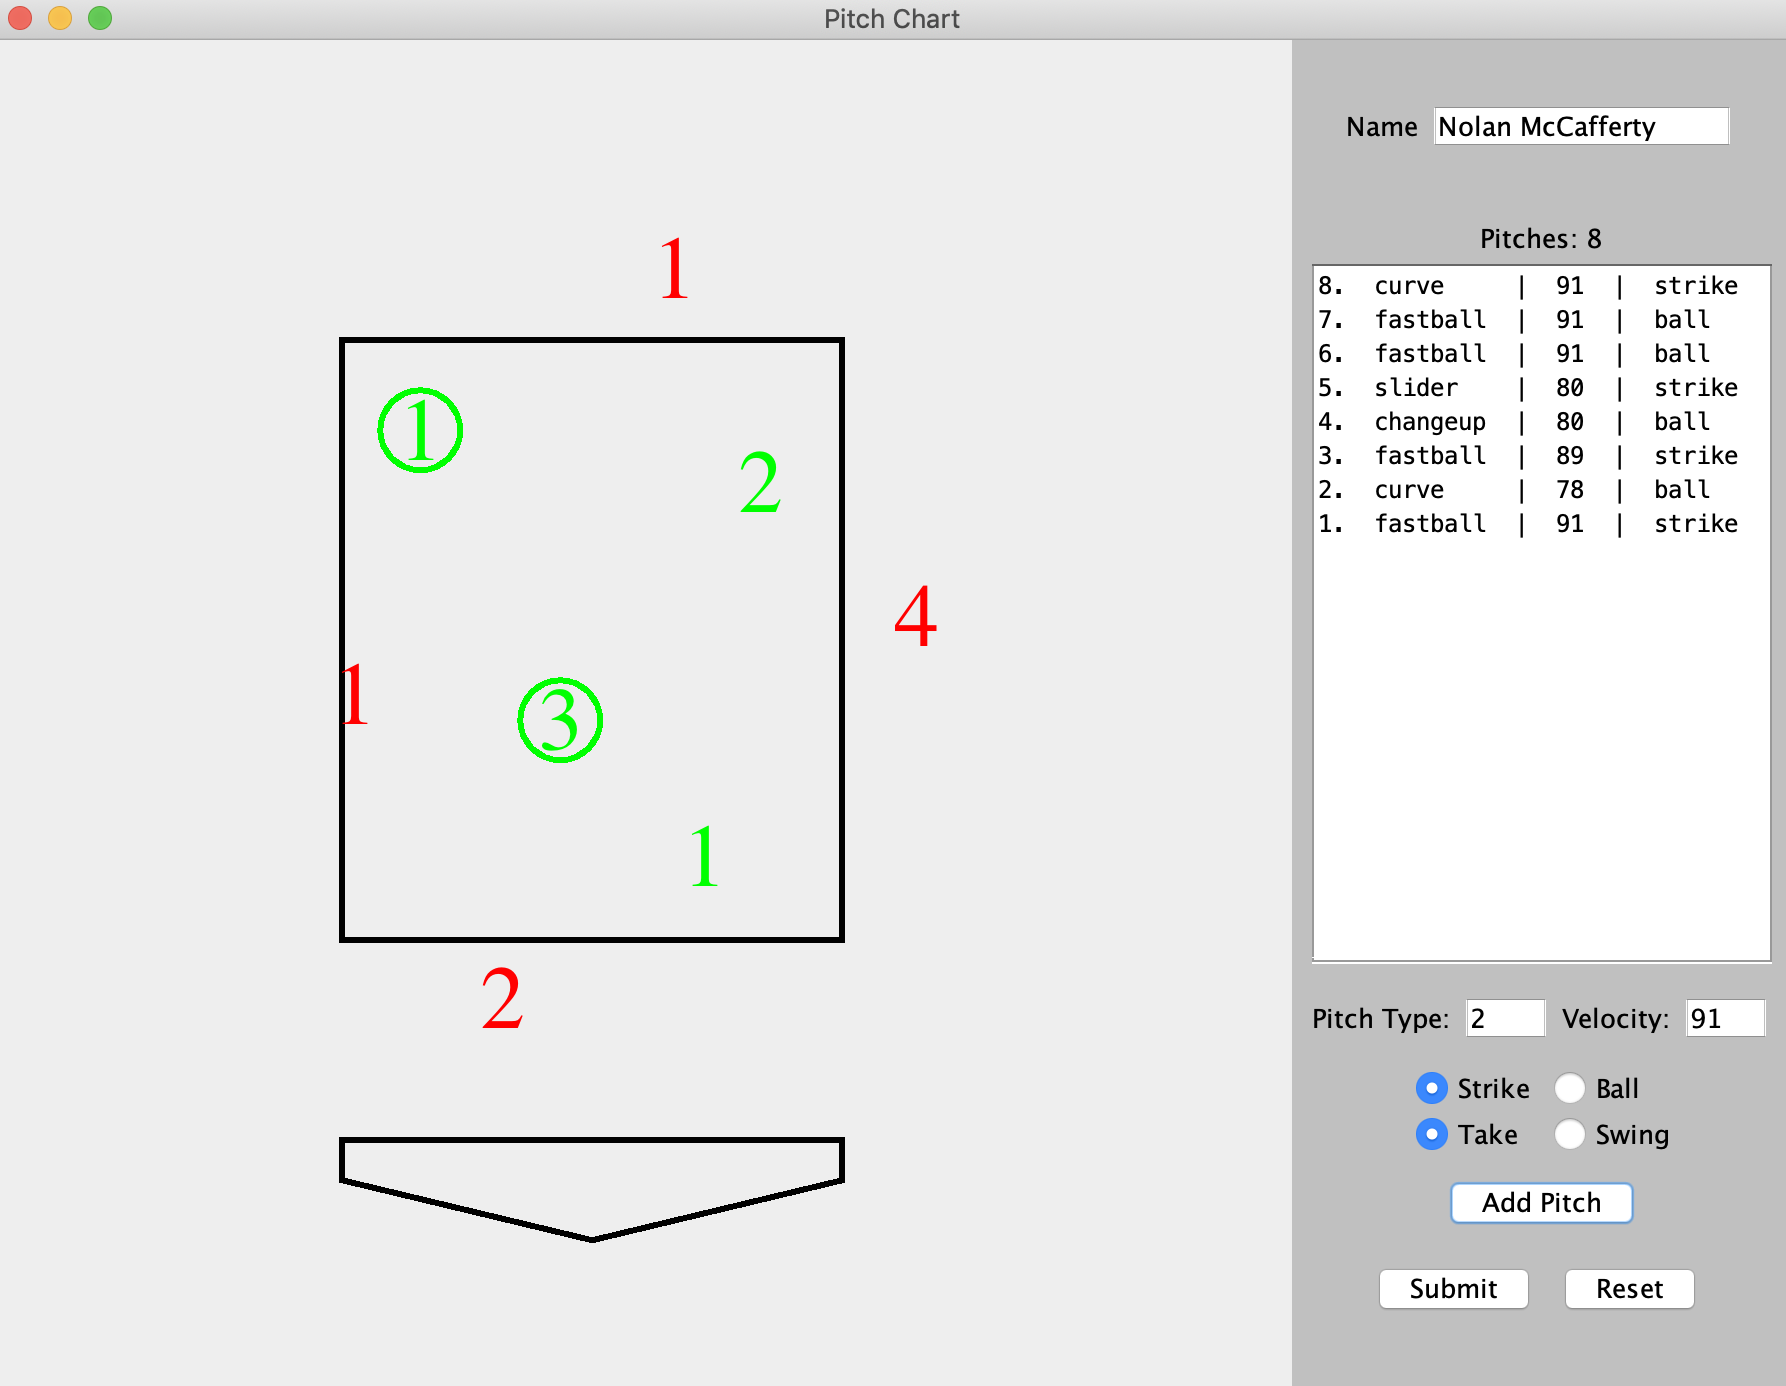 Pitch Chart
Name Nolan McCafferty
Pitches: 8
8. curve | 91 | strike
7. fastball | 91 | ball
6. fastball | 91 | ball
5. slider | 80 | strike
4. changeup | 80 | ball
3. fastball | 89 | strike
2. curve | 78 | ball
1. fastball | 91 | strike
1
1
2
4
1
3
1
2
Pitch Type: 2 Velocity: 91
Strike Ball
Take Swing
Add Pitch
Submit Reset